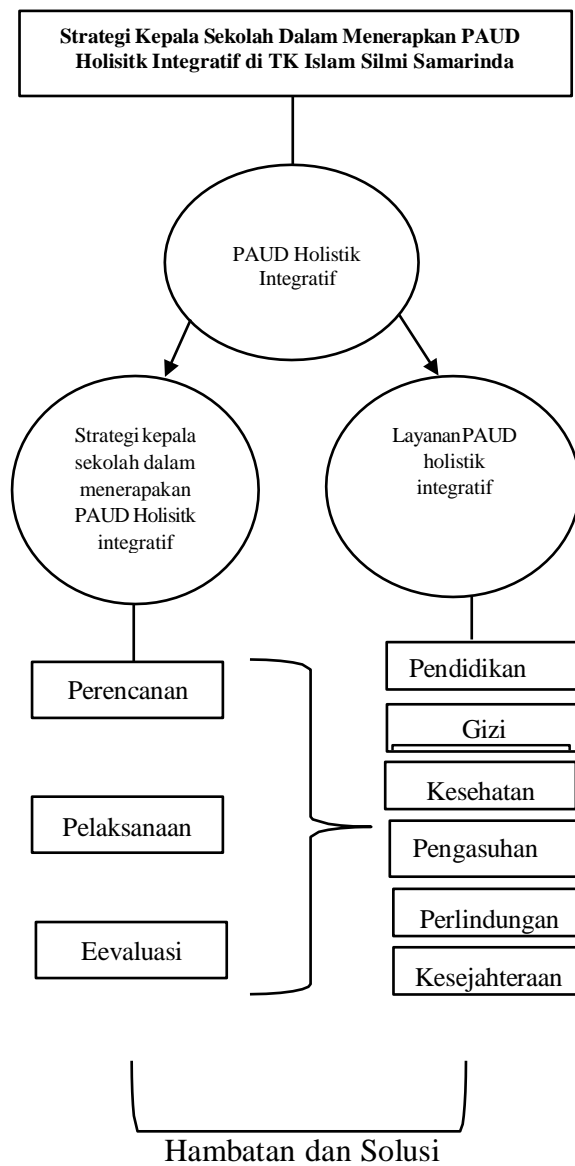 Strategi Kepala Sekolah Dalam Menerapkan PAUD
Holisitk Integratif di TK Islam Silmi Samarinda
PAUD Holistik
Integratif
Strategi kepala
sekolah dalam
menerapakan
PAUD Holisitk
integratif
Layanan PAUD
holistik
integratif
Perencanan
Pelaksanaan
Eevaluasi
Pendidikan
Gizi
Kesehatan
Pengasuhan
Perlindungan
Kesejahteraan
Hambatan dan Solusi